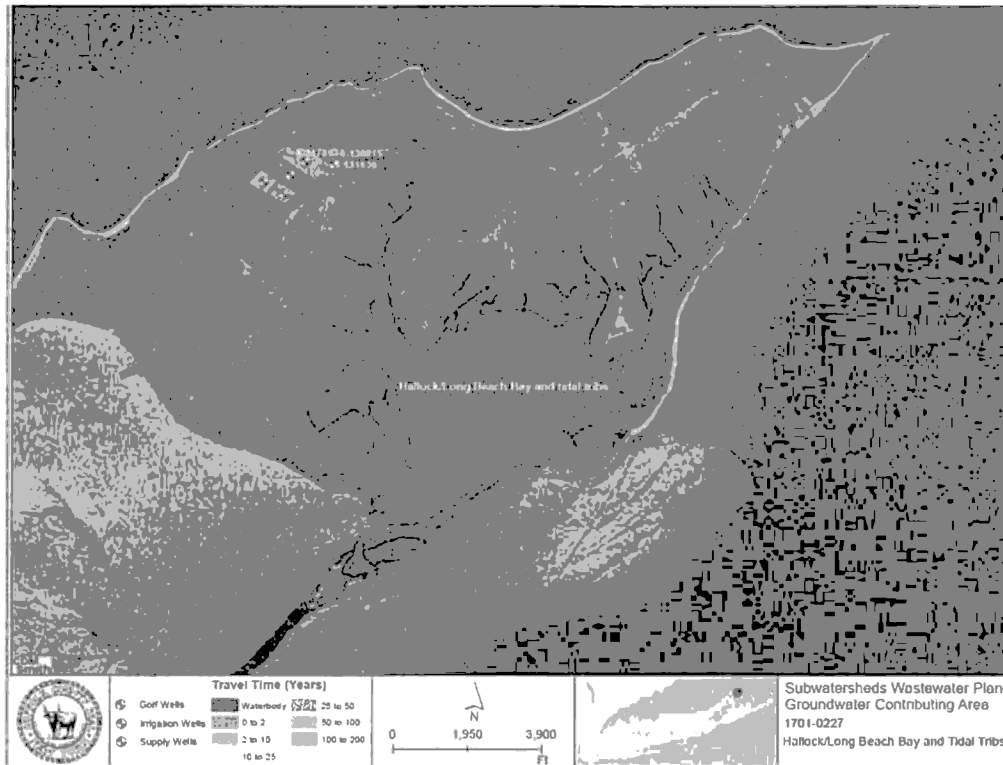 Hallock/Long Beach Bay and tidal tribs
Travel Time (Years)
Golf Wells
Irrigation Wells
Supply Wells
Waterbody
0 to 2
2 to 10
10 to 25
25 to 50
50 to 100
100 to 200
N
0 1,950 3,900
Ft
Subwatersheds Wastewater Plan
Groundwater Contributing Area
1701-0227
Hallock/Long Beach Bay and Tidal Tribs